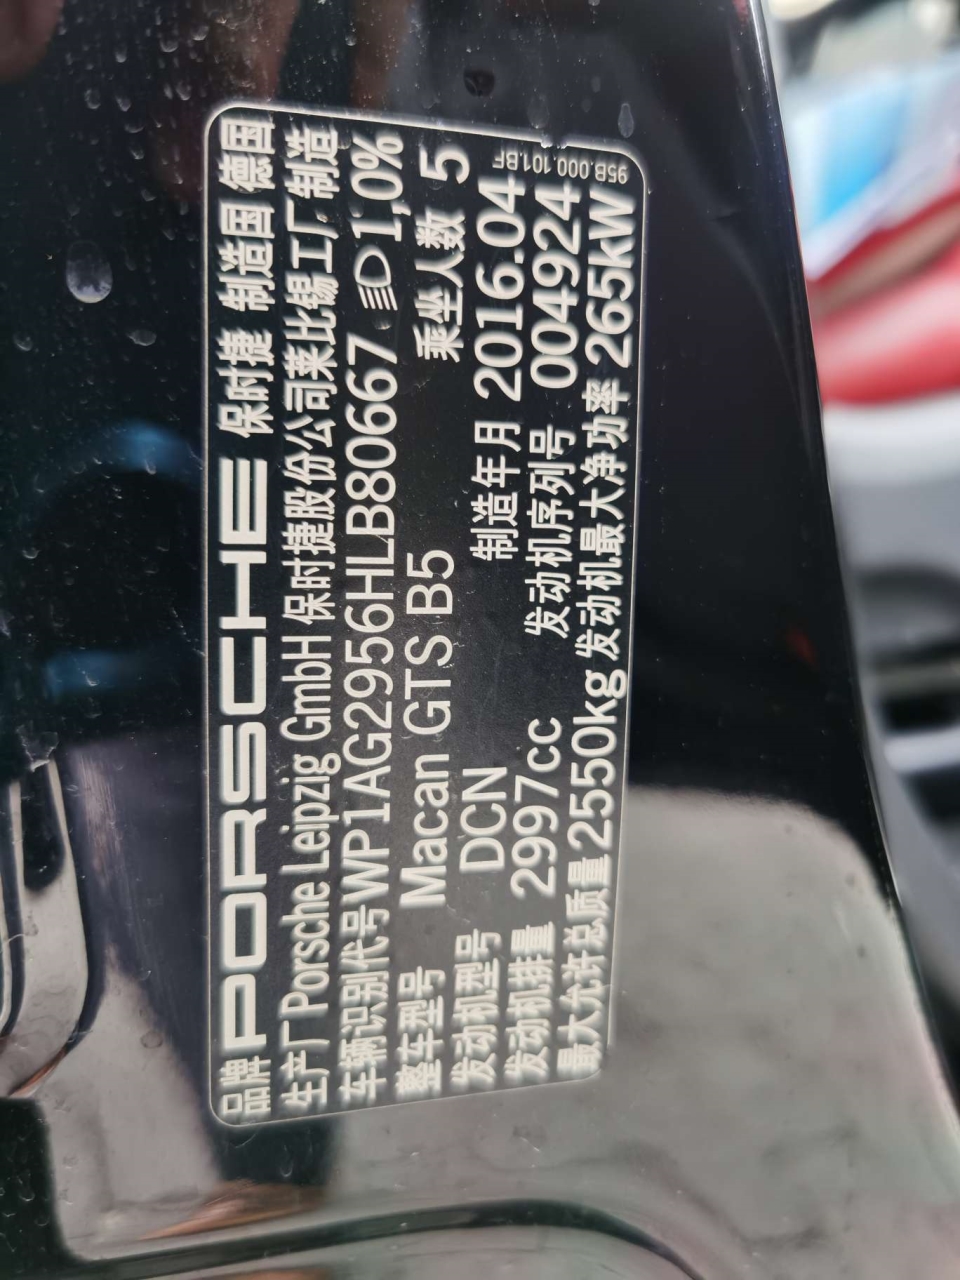 品牌 PORSCHE 保时捷 制造国 德国
生产厂 Porsche Leipzig GmbH 保时捷股份公司莱比锡工厂制造
车辆识别代号 WP1AG2956HLB80667 1,0%
整车型号 Macan GTS B5 乘坐人数 5
发动机型号 DCN 制造年月 2016.04
发动机排量 2997cc 发动机序列号 004924
最大允许总质量 2550kg 发动机最大净功率 265kW
95B.000.101.BF